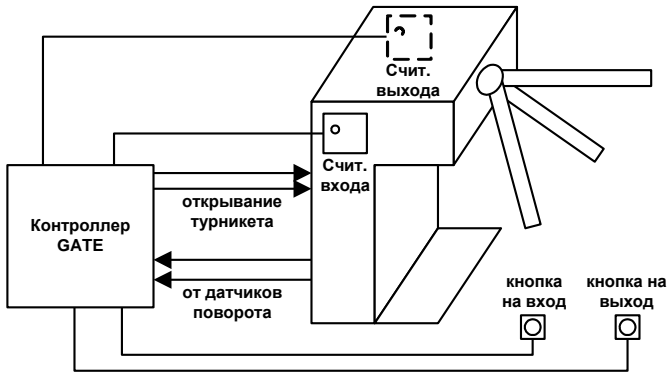 Счит.
выхода
Счит.
входа
открывание
турникета
Контроллер
GATE
от датчиков
поворота
кнопка
на вход
кнопка на
выход